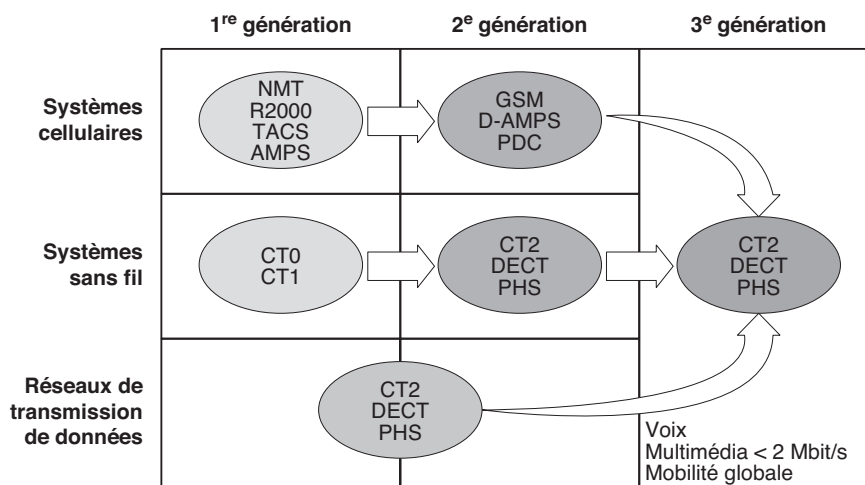 1re génération
2e génération
3e génération
Systèmes
cellulaires
NMT
R2000
TACS
AMPS
GSM
D-AMPS
PDC
Systèmes
sans fil
CT0
CT1
CT2
DECT
PHS
CT2
DECT
PHS
Réseaux de
transmission
de données
CT2
DECT
PHS
Voix
Multimédia < 2 Mbit/s
Mobilité globale